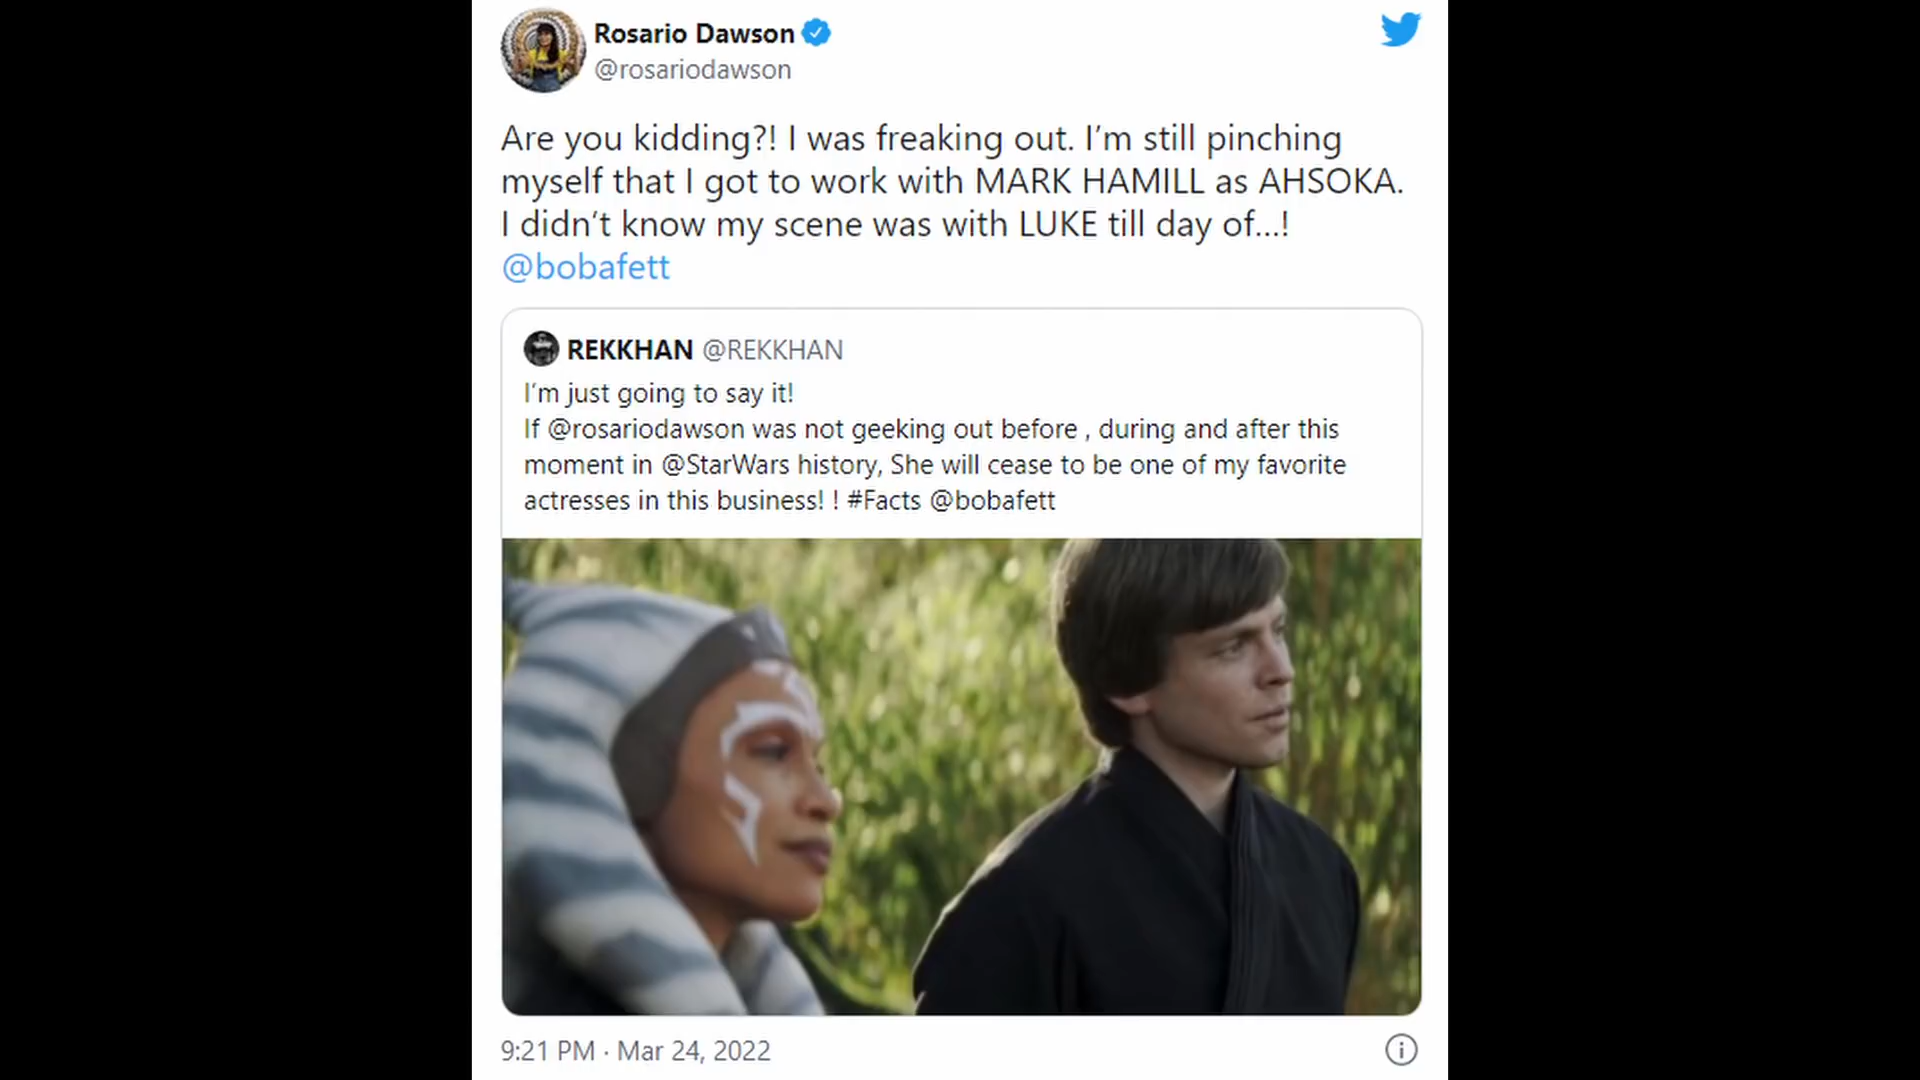 Rosario Dawson
@rosariodawson
Are you kidding?! I was freaking out. I’m still pinching
myself that I got to work with MARK HAMILL as AHSOKA.
I didn’t know my scene was with LUKE till day of...!
@bobafett
REKKHAN @REKKHAN
I’m just going to say it!
If @rosariodawson was not geeking out before , during and after this
moment in @StarWars history, She will cease to be one of my favorite
actresses in this business! ! #Facts @bobafett
9:21 PM · Mar 24, 2022